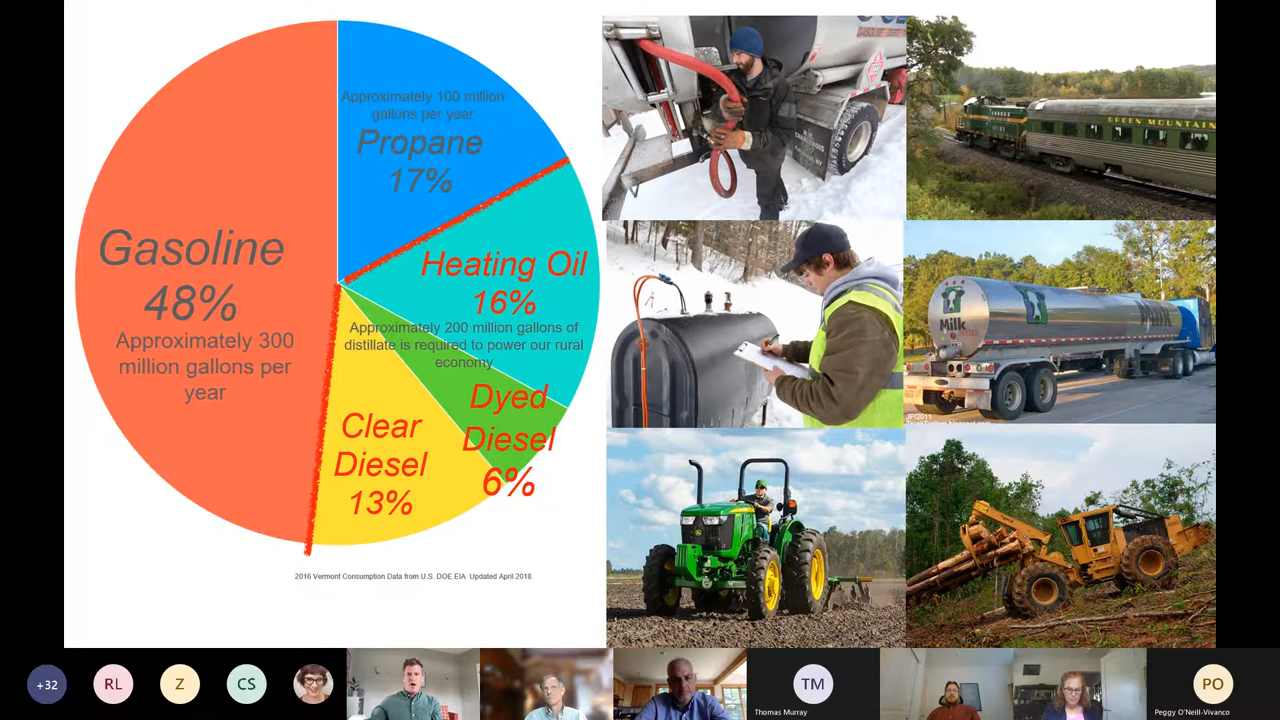 Approximately 100 million
gallons per year
Propane
17%
Gasoline
48%
Approximately 300
million gallons per
year
Heating Oil
16%
Approximately 200 million gallons of
distillate is required to power our rural
economy
Dyed
Diesel
6%
Clear
Diesel
13%
2016 Vermont Consumption Data from U.S. DOE EIA Updated April 2018
GREEN MOUNTAIN
Milk
JP/2011
+32
RL
Z
CS
TM
Thomas Murray
PO
Peggy O'Neill-Vivanco